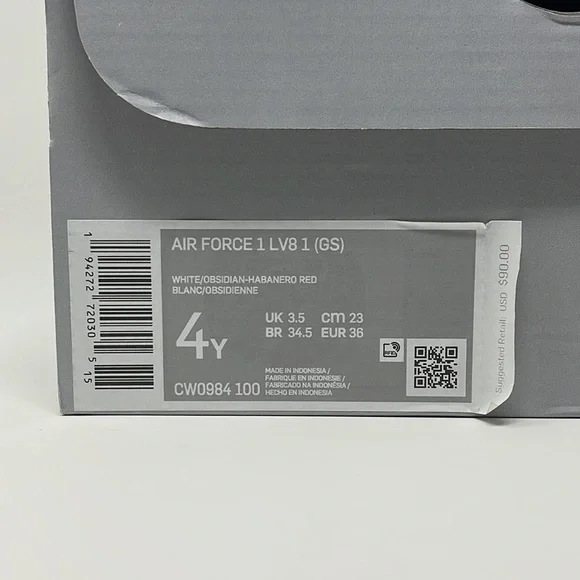 AIR FORCE 1 LV8 1 (GS)
WHITE/OBSIDIAN-HABANERO RED
BLANC/OBSIDIENNE
4Y
UK 3.5 cm 23
BR 34.5 EUR 36
CW0984 100
MADE IN INDONESIA /
FABRIQUE EN INDONESIE /
FABRICADO NA INDONÉSIA /
HECHO EN INDONESIA
RFID
1 94272 72030 5 15
Suggested Retail: USD $90.00